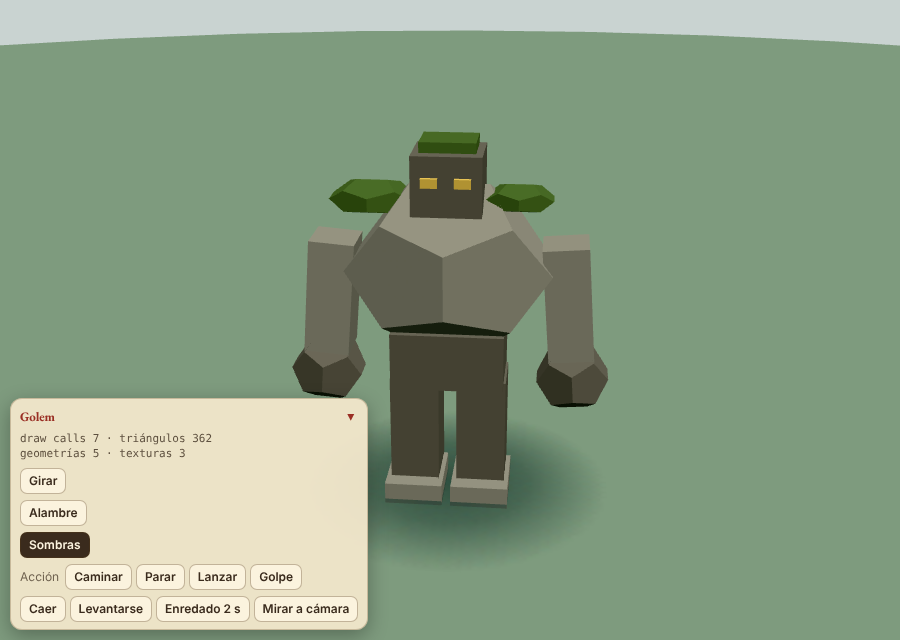 Golem ▼
draw calls 7 · triángulos 362
geometrías 5 · texturas 3
Girar
Alambre
Sombras
Acción Caminar Parar Lanzar Golpe
Caer Levantarse Enredado 2 s Mirar a cámara